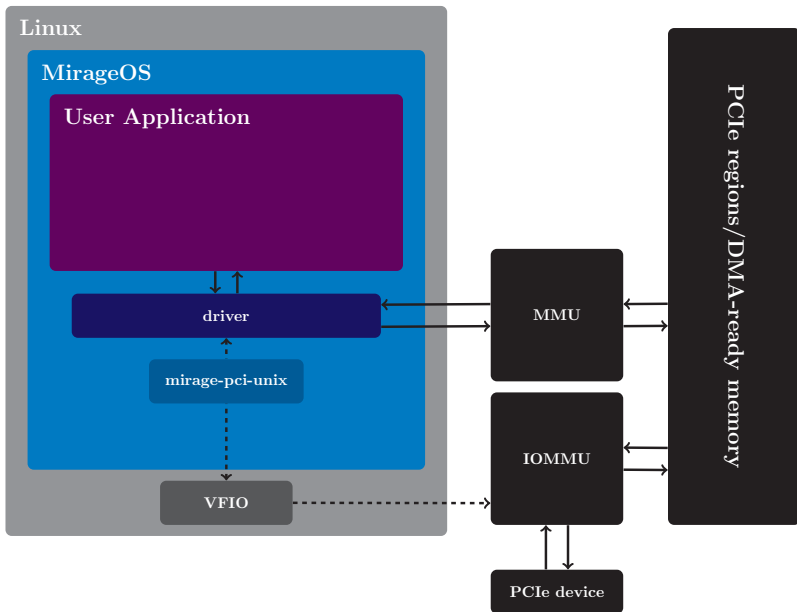 Linux
MirageOS
User Application
driver
mirage-pci-unix
VFIO
MMU
IOMMU
PCIe device
PCIe regions/DMA-ready memory